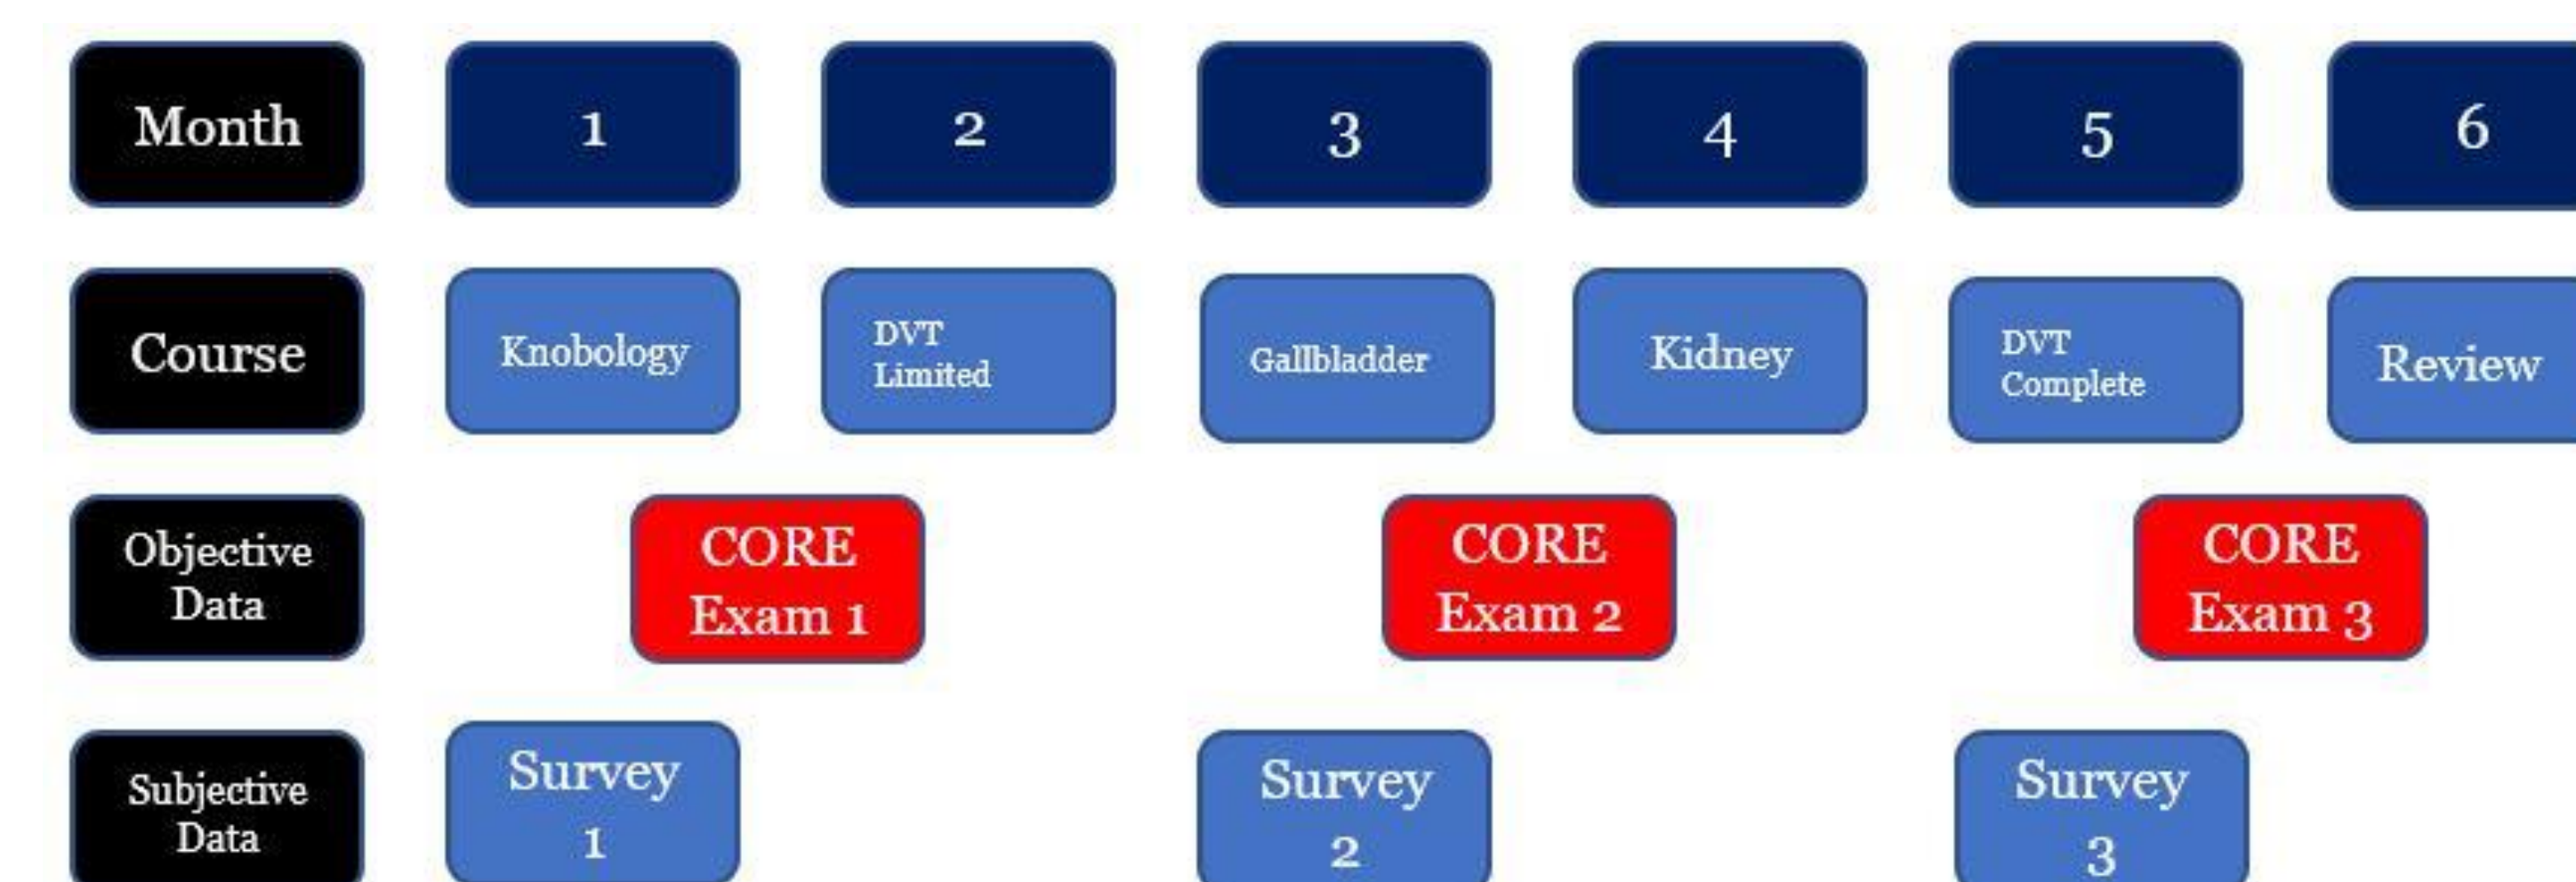 Month
1
2
3
4
5
6
Course
Knobology
DVT
Limited
Gallbladder
Kidney
DVT
Complete
Review
Objective
Data
CORE
Exam 1
CORE
Exam 2
CORE
Exam 3
Subjective
Data
Survey
1
Survey
2
Survey
3